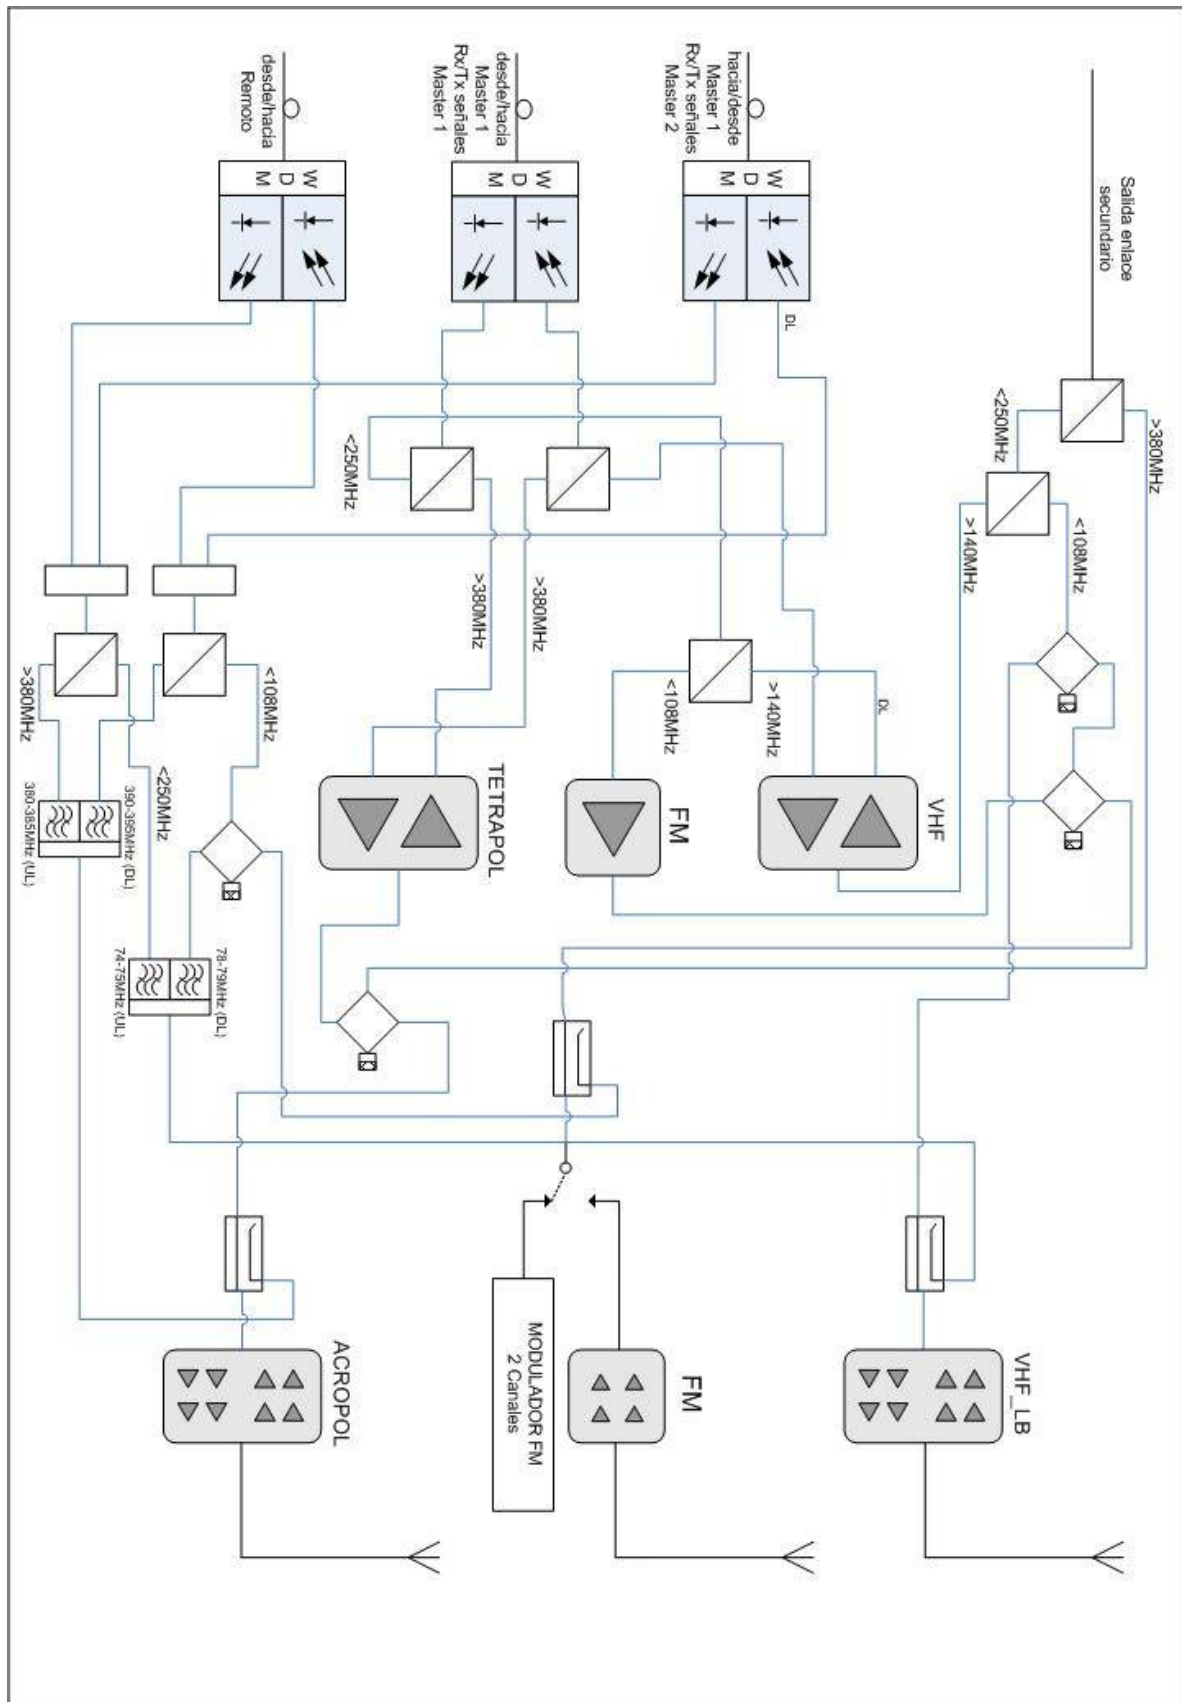 >380MHz
Salida enlace
secundario
<108MHz
<250MHz
VHF_LB
>140MHz
VHF
DL
DL
>140MHz
hacia/desde
Master 1
Rx/Tx señales
Master 2
W
D
M
<108MHz
FM
FM
MODULADOR FM
2 Canales
>380MHz
desde/hacia
Master 1
Rx/Tx señales
Master 1
W
D
M
TETRAPOL
>380MHz
<250MHz
ACROPOL
desde/hacia
Remoto
W
D
M
<108MHz
78-79MHz (DL)
<250MHz
390-395MHz (DL)
74-75MHz (UL)
>380MHz
380-385MHz (UL)